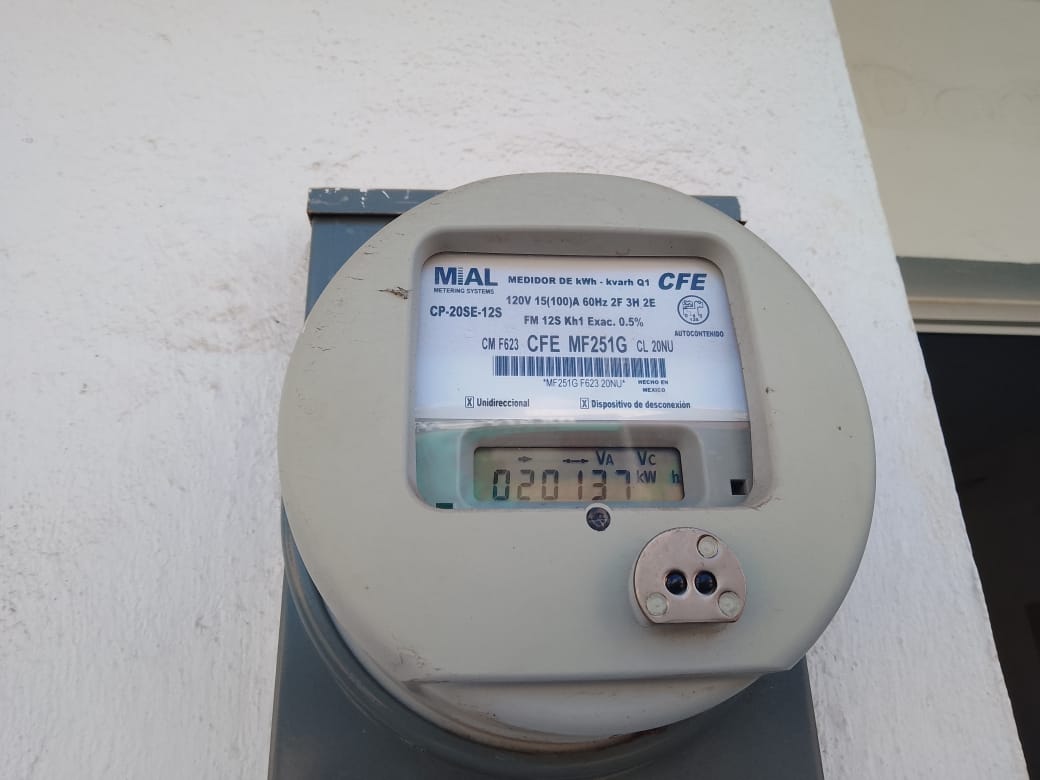 MIAL
METERING SYSTEMS
MEDIDOR DE kWh - kvarh Q1
CFE
120V 15(100)A 60Hz 2F 3H 2E
CP-20SE-12S
FM 12S Kh1 Exac. 0.5%
AUTOCONTENIDO
CM F623 CFE MF251G CL 20NU
*MF251G F623 20NU*
HECHO EN
MEXICO
X Unidireccional
X Dispositivo de desconexión
VA VC
020137 kW h